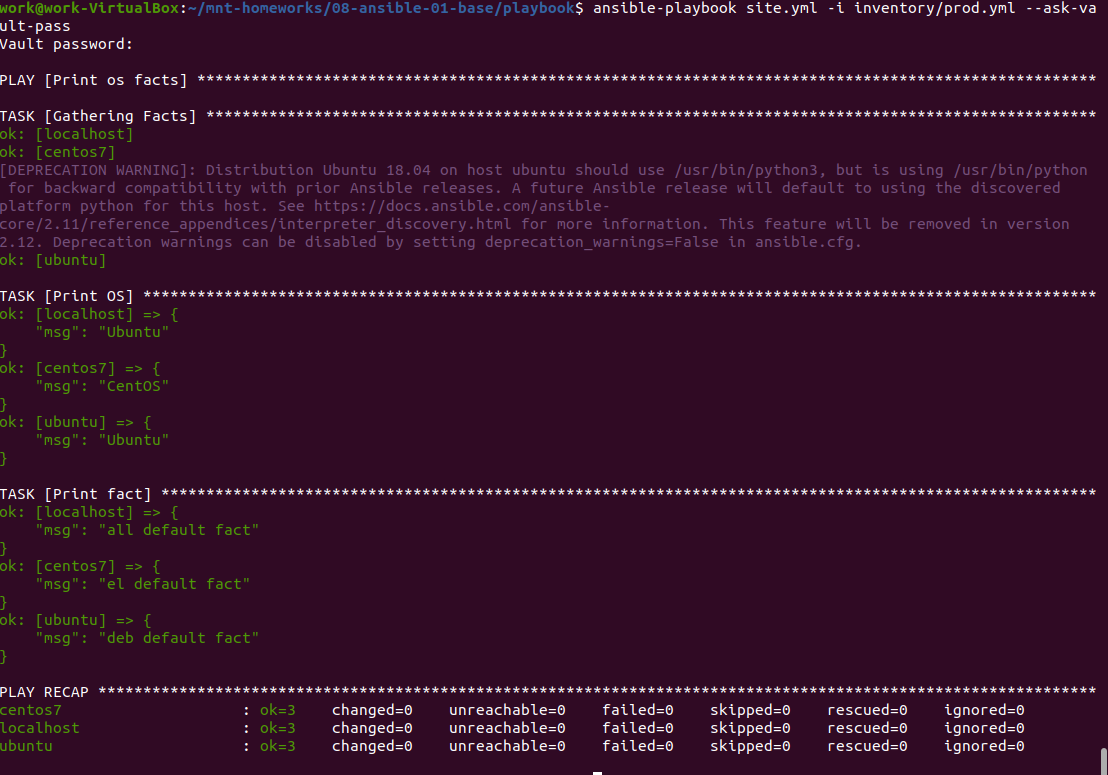 work@work-VirtualBox:~/mnt-homeworks/08-ansible-01-base/playbook$ ansible-playbook site.yml -i inventory/prod.yml --ask-va
ult-pass
Vault password:
PLAY [Print os facts] ****************************************************************************************************
TASK [Gathering Facts] ***************************************************************************************************
ok: [localhost]
ok: [centos7]
[DEPRECATION WARNING]: Distribution Ubuntu 18.04 on host ubuntu should use /usr/bin/python3, but is using /usr/bin/python
 for backward compatibility with prior Ansible releases. A future Ansible release will default to using the discovered
platform python for this host. See https://docs.ansible.com/ansible-
core/2.11/reference_appendices/interpreter_discovery.html for more information. This feature will be removed in version
2.12. Deprecation warnings can be disabled by setting deprecation_warnings=False in ansible.cfg.
ok: [ubuntu]
TASK [Print OS] **********************************************************************************************************
ok: [localhost] => {
    "msg": "Ubuntu"
}
ok: [centos7] => {
    "msg": "CentOS"
}
ok: [ubuntu] => {
    "msg": "Ubuntu"
}
TASK [Print fact] ********************************************************************************************************
ok: [localhost] => {
    "msg": "all default fact"
}
ok: [centos7] => {
    "msg": "el default fact"
}
ok: [ubuntu] => {
    "msg": "deb default fact"
}
PLAY RECAP ***************************************************************************************************************
centos7                    : ok=3    changed=0    unreachable=0    failed=0    skipped=0    rescued=0    ignored=0
localhost                  : ok=3    changed=0    unreachable=0    failed=0    skipped=0    rescued=0    ignored=0
ubuntu                     : ok=3    changed=0    unreachable=0    failed=0    skipped=0    rescued=0    ignored=0